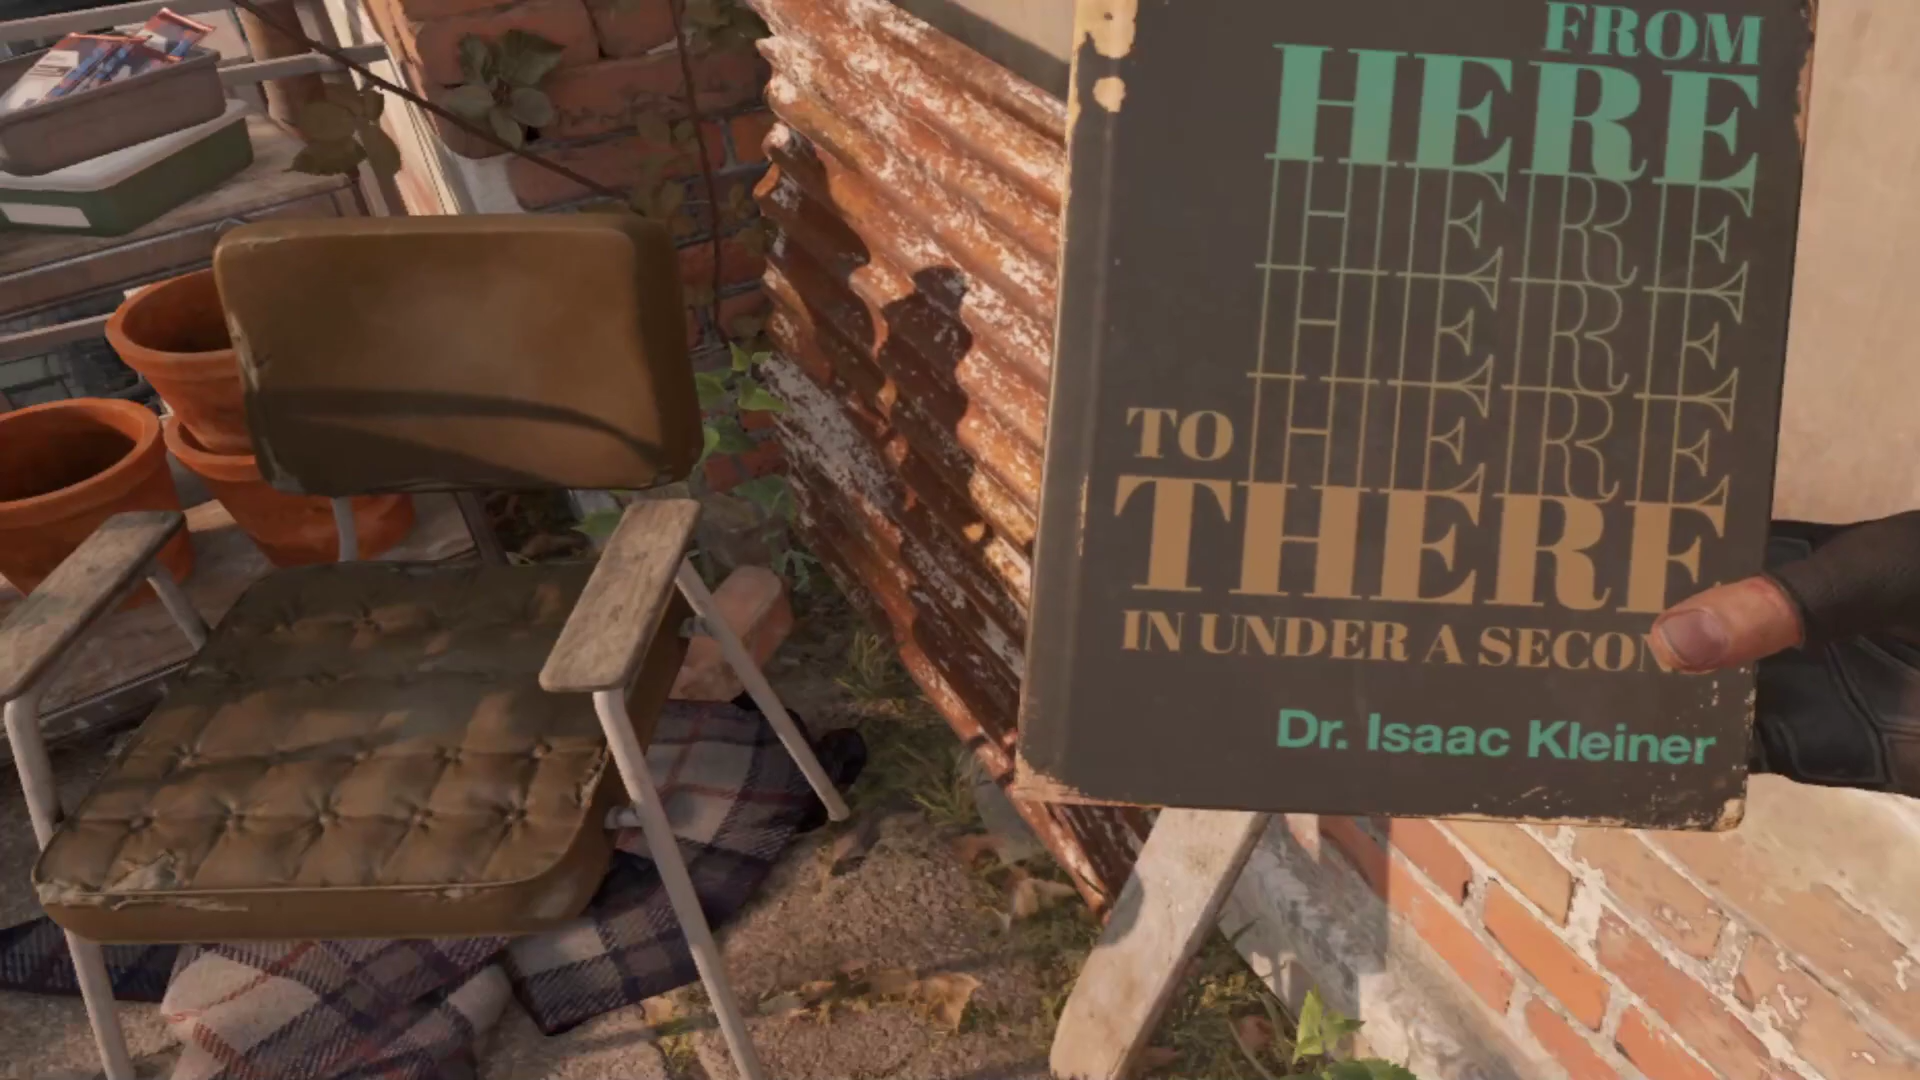 FROM
HERE
HERE
HERE
TO HERE
THERE
IN UNDER A SECON
Dr. Isaac Kleiner